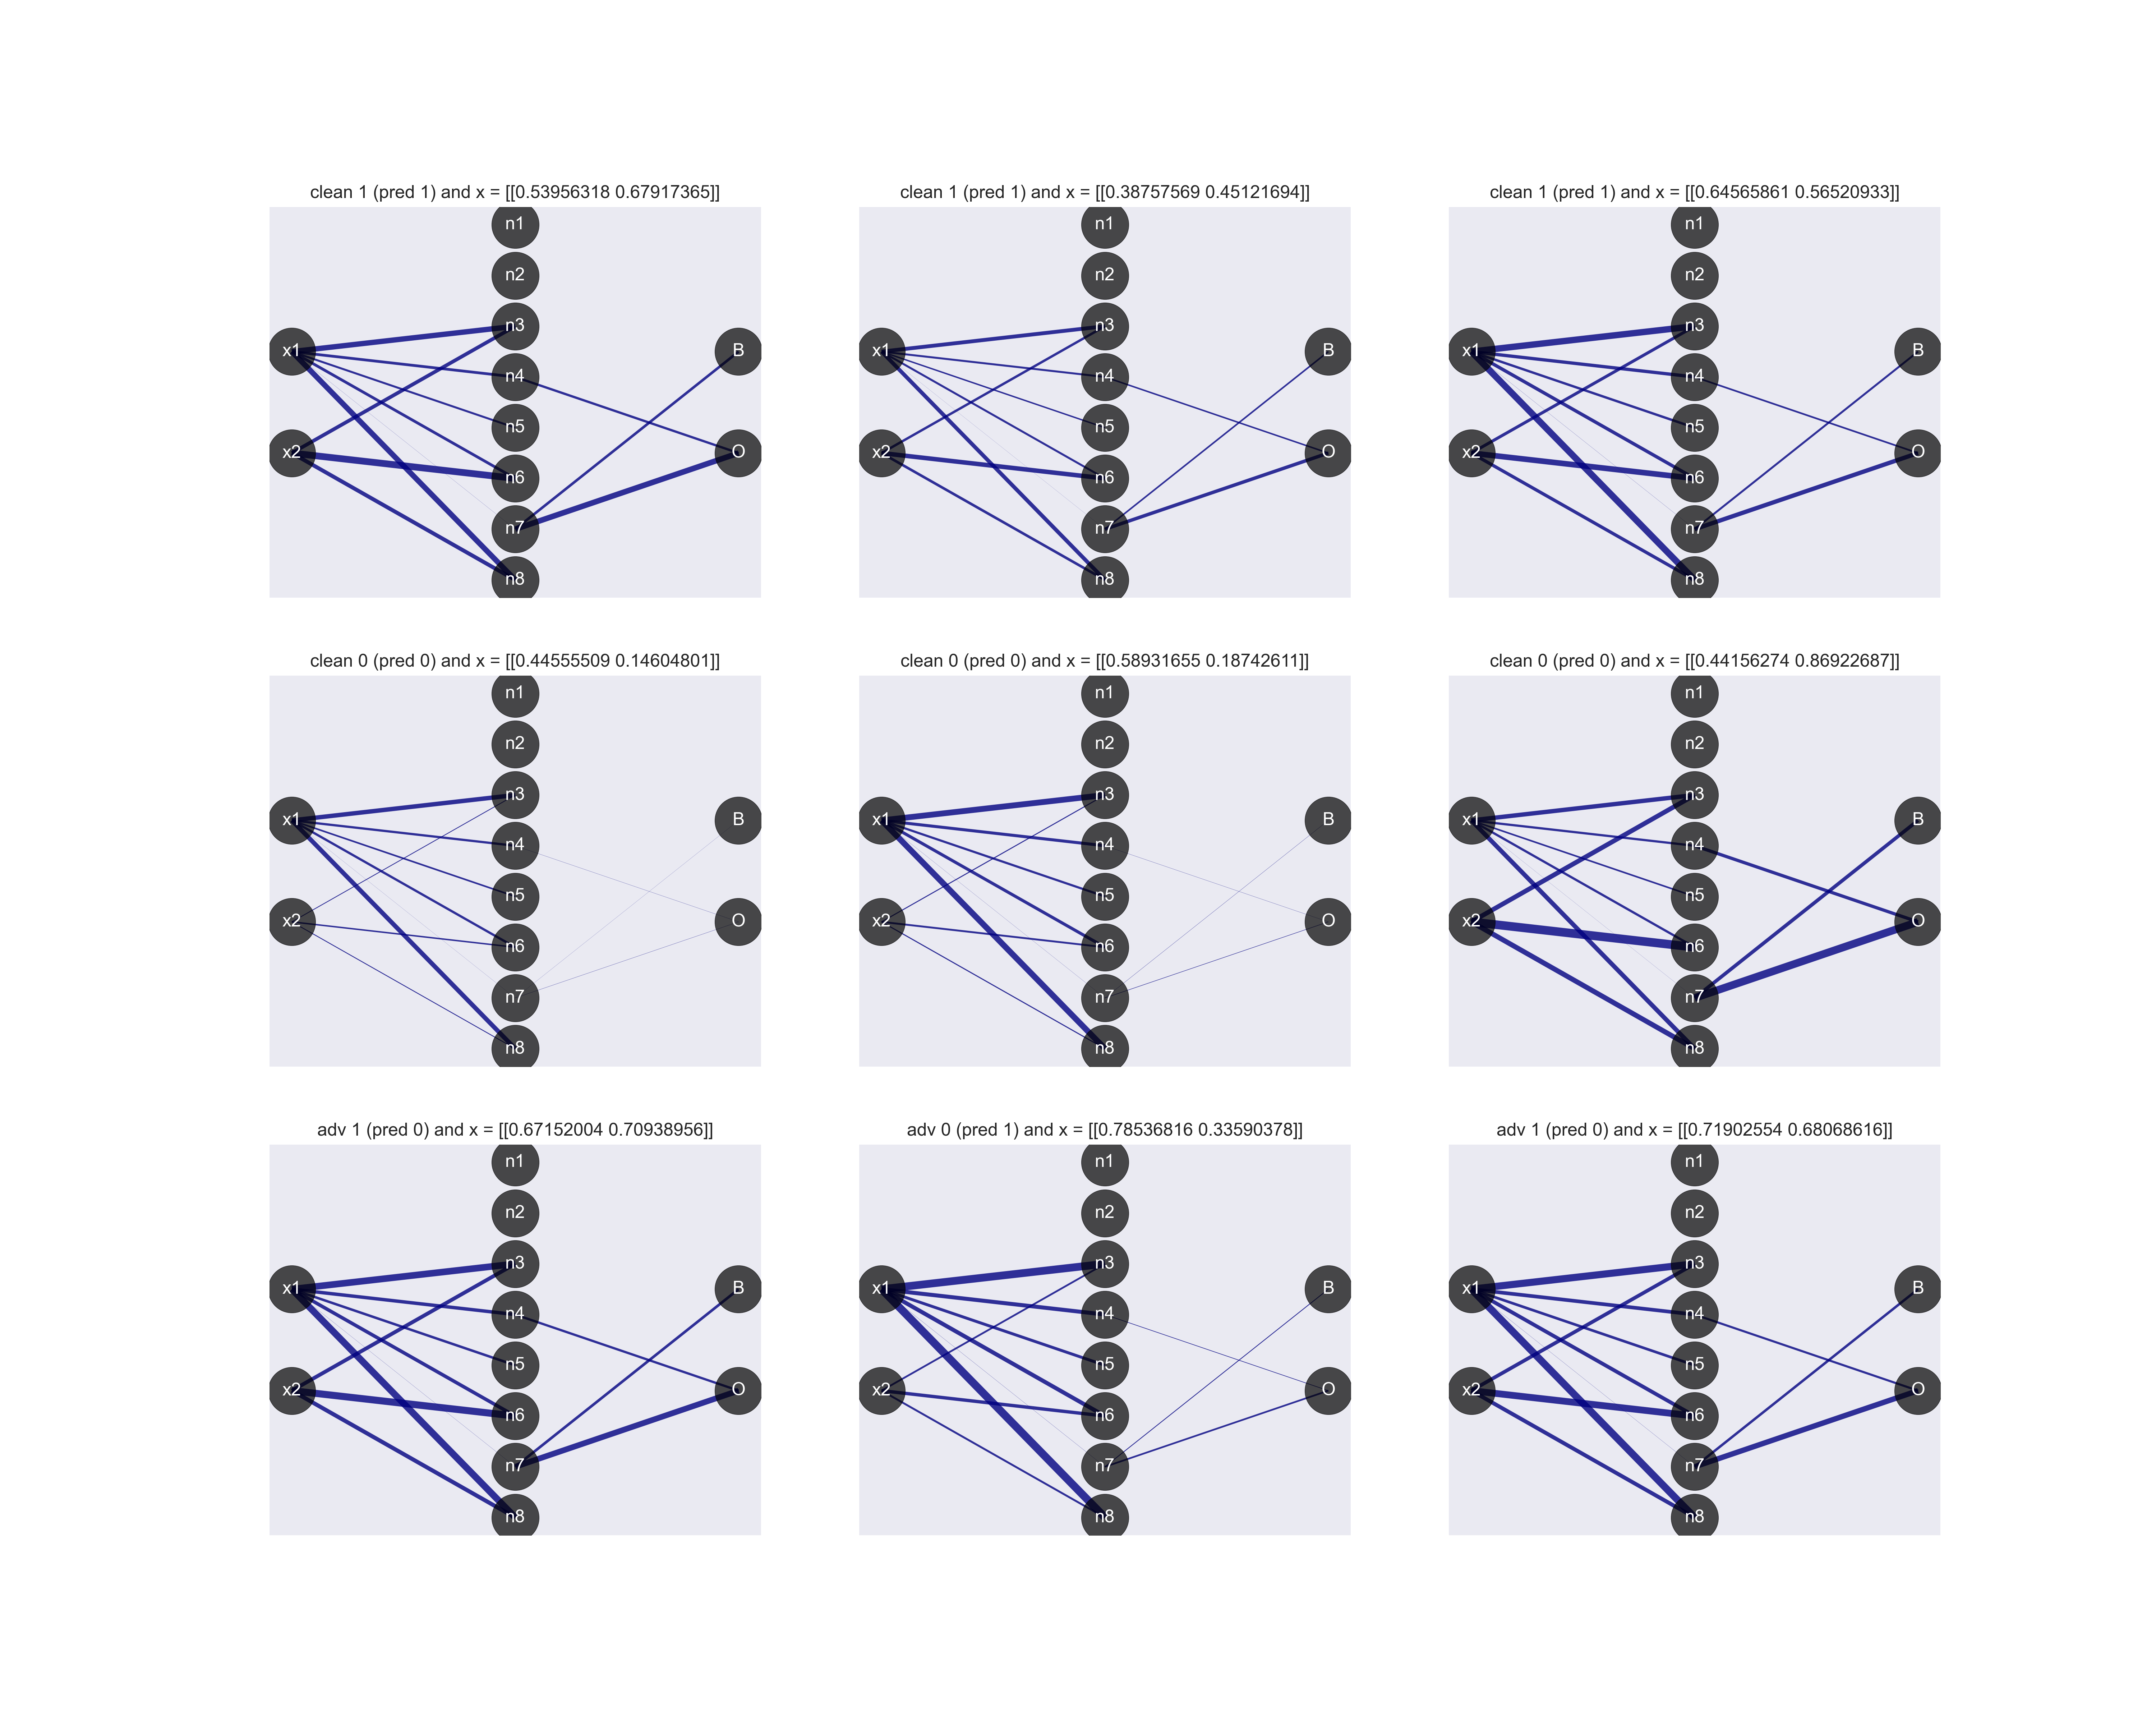 clean 1 (pred 1) and x = [[0.53956318 0.67917365]]
n1
n2
n3
x1
B
n4
n5
x2
O
n6
n7
n8
clean 1 (pred 1) and x = [[0.38757569 0.45121694]]
n1
n2
n3
x1
B
n4
n5
x2
O
n6
n7
n8
clean 1 (pred 1) and x = [[0.64565861 0.56520933]]
n1
n2
n3
x1
B
n4
n5
x2
O
n6
n7
n8
clean 0 (pred 0) and x = [[0.44555509 0.14604801]]
n1
n2
n3
x1
B
n4
n5
x2
O
n6
n7
n8
clean 0 (pred 0) and x = [[0.58931655 0.18742611]]
n1
n2
n3
x1
B
n4
n5
x2
O
n6
n7
n8
clean 0 (pred 0) and x = [[0.44156274 0.86922687]]
n1
n2
n3
x1
B
n4
n5
x2
O
n6
n7
n8
adv 1 (pred 0) and x = [[0.67152004 0.70938956]]
n1
n2
n3
x1
B
n4
n5
x2
O
n6
n7
n8
adv 0 (pred 1) and x = [[0.78536816 0.33590378]]
n1
n2
n3
x1
B
n4
n5
x2
O
n6
n7
n8
adv 1 (pred 0) and x = [[0.71902554 0.68068616]]
n1
n2
n3
x1
B
n4
n5
x2
O
n6
n7
n8